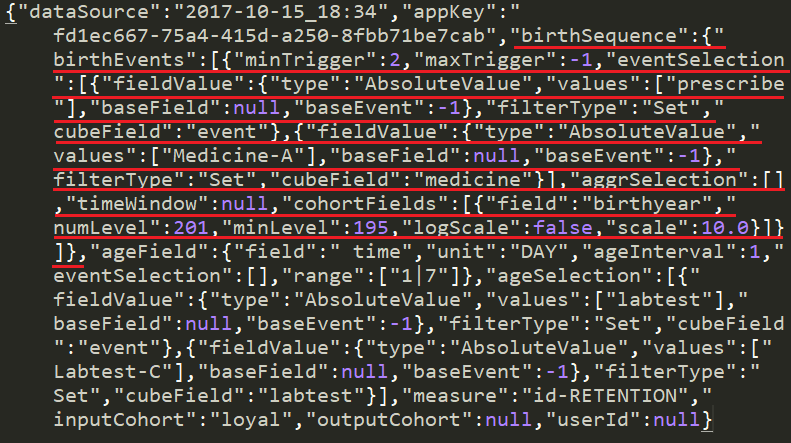 {"dataSource":"2017-10-15_18:34","appKey":"
fd1ec667-75a4-415d-a250-8fbb71be7cab","birthSequence":{"
birthEvents":[{"minTrigger":2,"maxTrigger":-1,"eventSelection
":[{"fieldValue":{"type":"AbsoluteValue","values":["prescribe
"],"baseField":null,"baseEvent":-1},"filterType":"Set","
cubeField":"event"},{"fieldValue":{"type":"AbsoluteValue","
values":["Medicine-A"],"baseField":null,"baseEvent":-1},"
filterType":"Set","cubeField":"medicine"}],"aggrSelection":[]
,"timeWindow":null,"cohortFields":[{"field":"birthyear","
numLevel":201,"minLevel":195,"logScale":false,"scale":10.0}]}
]},"ageField":{"field":" time","unit":"DAY","ageInterval":1,"
eventSelection":[],"range":["1|7"]},"ageSelection":[{"
fieldValue":{"type":"AbsoluteValue","values":["labtest"],"
baseField":null,"baseEvent":-1},"filterType":"Set","cubeField
":"event"},{"fieldValue":{"type":"AbsoluteValue","values":["
Labtest-C"],"baseField":null,"baseEvent":-1},"filterType":"
Set","cubeField":"labtest"}],"measure":"id-RETENTION","
inputCohort":"loyal","outputCohort":null,"userId":null}